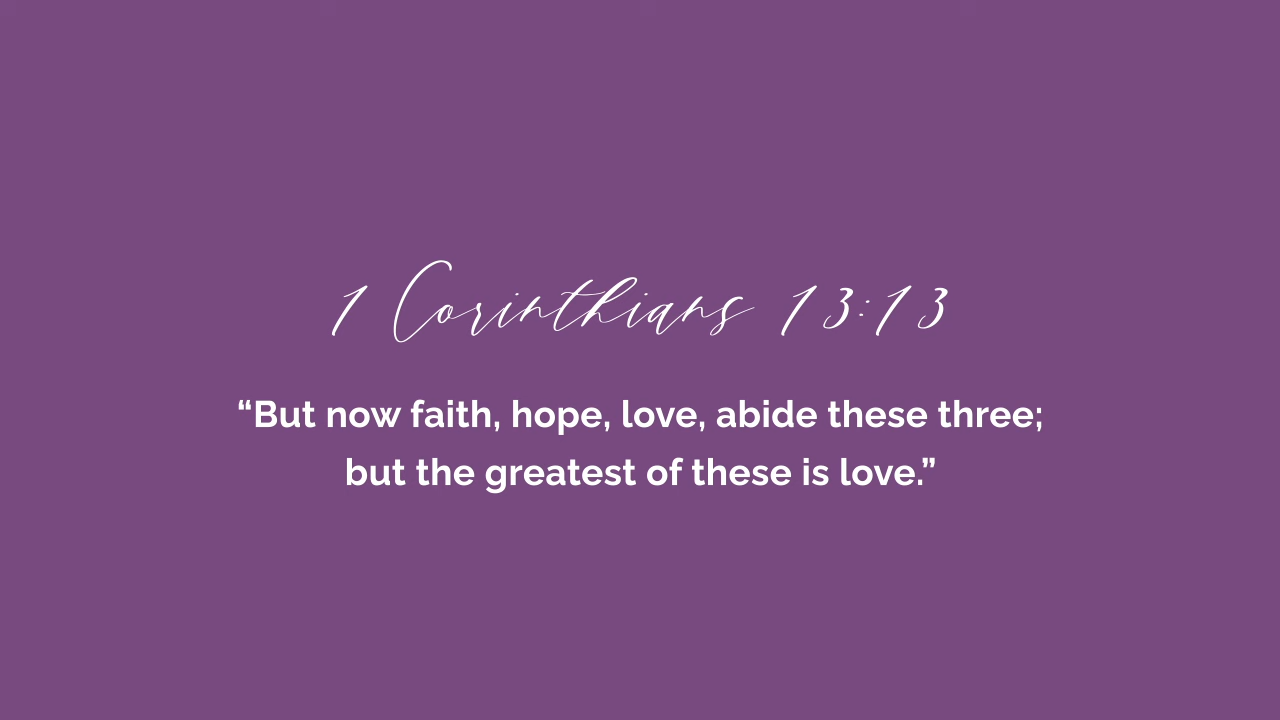 1 Corinthians 13:13
“But now faith, hope, love, abide these three;
but the greatest of these is love.”